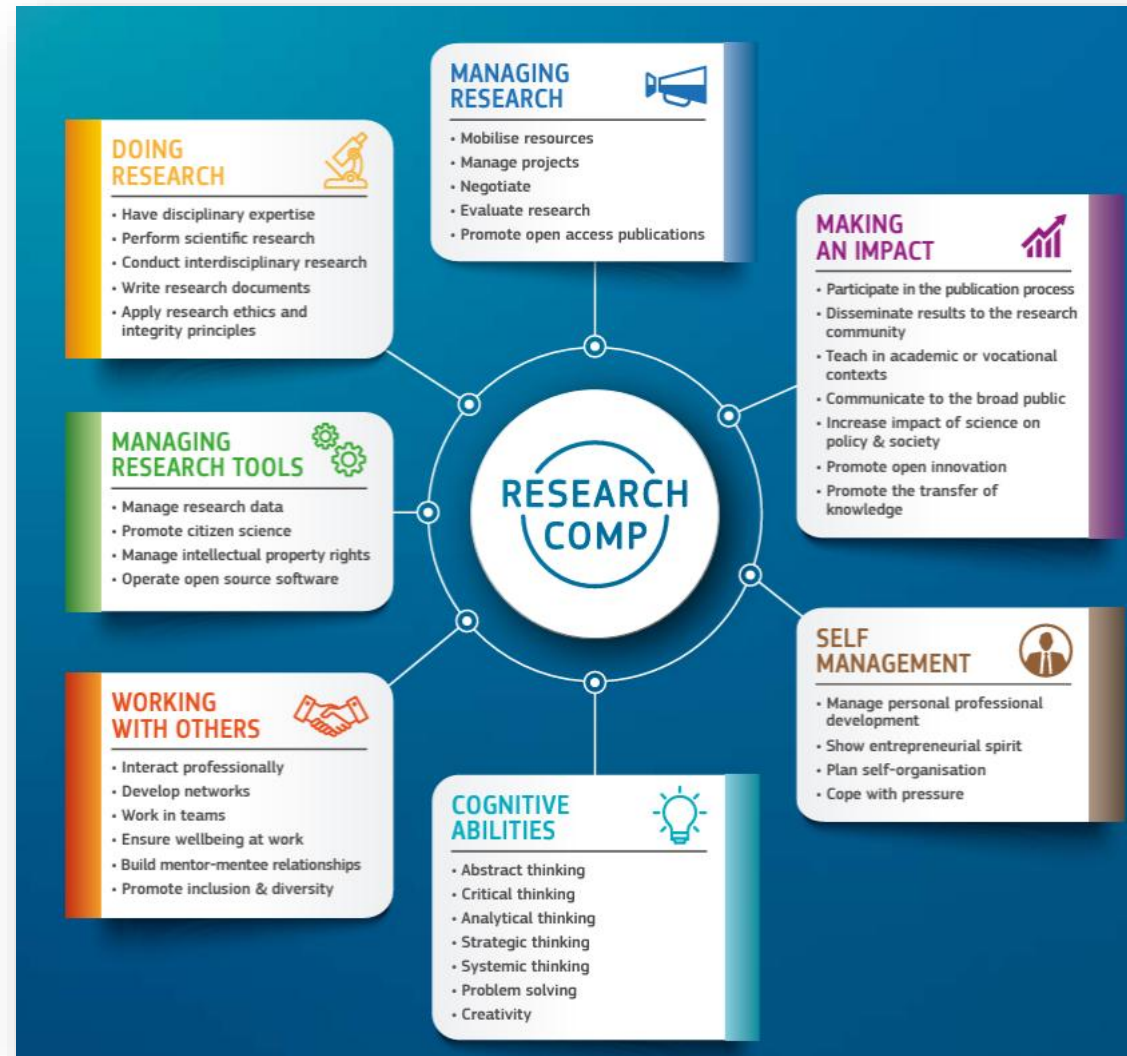 MANAGING
RESEARCH
• Mobilise resources
• Manage projects
• Negotiate
• Evaluate research
• Promote open access publications
DOING
RESEARCH
• Have disciplinary expertise
• Perform scientific research
• Conduct interdisciplinary research
• Write research documents
• Apply research ethics and
integrity principles
MAKING
AN IMPACT
• Participate in the publication process
• Disseminate results to the research
community
• Teach in academic or vocational
contexts
• Communicate to the broad public
• Increase impact of science on
policy & society
• Promote open innovation
• Promote the transfer of
knowledge
MANAGING
RESEARCH TOOLS
• Manage research data
• Promote citizen science
• Manage intellectual property rights
• Operate open source software
RESEARCH
COMP
SELF
MANAGEMENT
• Manage personal professional
development
• Show entrepreneurial spirit
• Plan self-organisation
• Cope with pressure
WORKING
WITH OTHERS
• Interact professionally
• Develop networks
• Work in teams
• Ensure wellbeing at work
• Build mentor-mentee relationships
• Promote inclusion & diversity
COGNITIVE
ABILITIES
• Abstract thinking
• Critical thinking
• Analytical thinking
• Strategic thinking
• Systemic thinking
• Problem solving
• Creativity